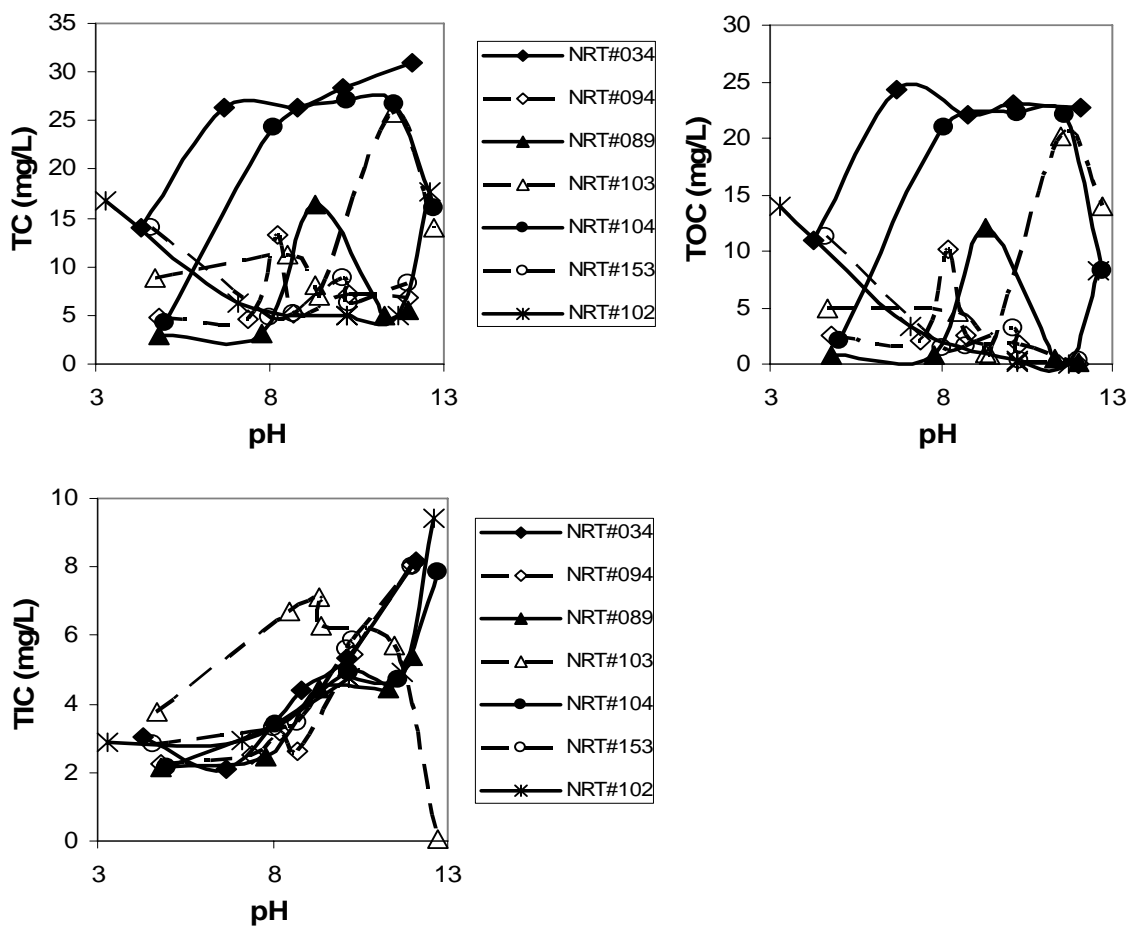 TC (mg/L)
35
30
25
20
15
10
5
0
3 8 13
pH
NRT#034
NRT#094
NRT#089
NRT#103
NRT#104
NRT#153
NRT#102
TOC (mg/L)
30
25
20
15
10
5
0
3 8 13
pH
TIC (mg/L)
10
8
6
4
2
0
3 8 13
pH
NRT#034
NRT#094
NRT#089
NRT#103
NRT#104
NRT#153
NRT#102